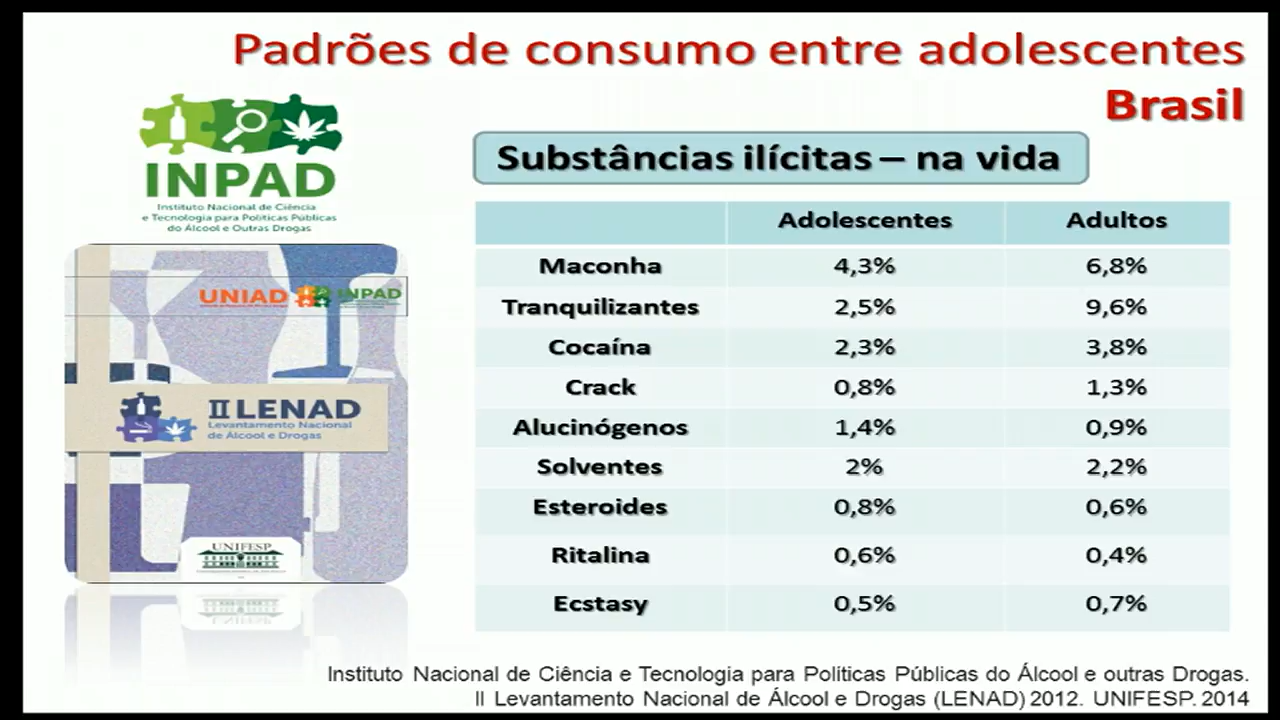 Padrões de consumo entre adolescentes
Brasil
INPAD
Instituto Nacional de Ciência
e Tecnologia para Políticas Públicas
do Álcool e Outras Drogas
Substâncias ilícitas – na vida
Adolescentes Adultos
Maconha 4,3% 6,8%
Tranquilizantes 2,5% 9,6%
Cocaína 2,3% 3,8%
Crack 0,8% 1,3%
Alucinógenos 1,4% 0,9%
Solventes 2% 2,2%
Esteroides 0,8% 0,6%
Ritalina 0,6% 0,4%
Ecstasy 0,5% 0,7%
UNIAD INPAD
II LENAD
Levantamento Nacional
de Álcool e Drogas
UNIFESP
Instituto Nacional de Ciência e Tecnologia para Políticas Públicas do Álcool e outras Drogas.
II Levantamento Nacional de Álcool e Drogas (LENAD) 2012. UNIFESP. 2014